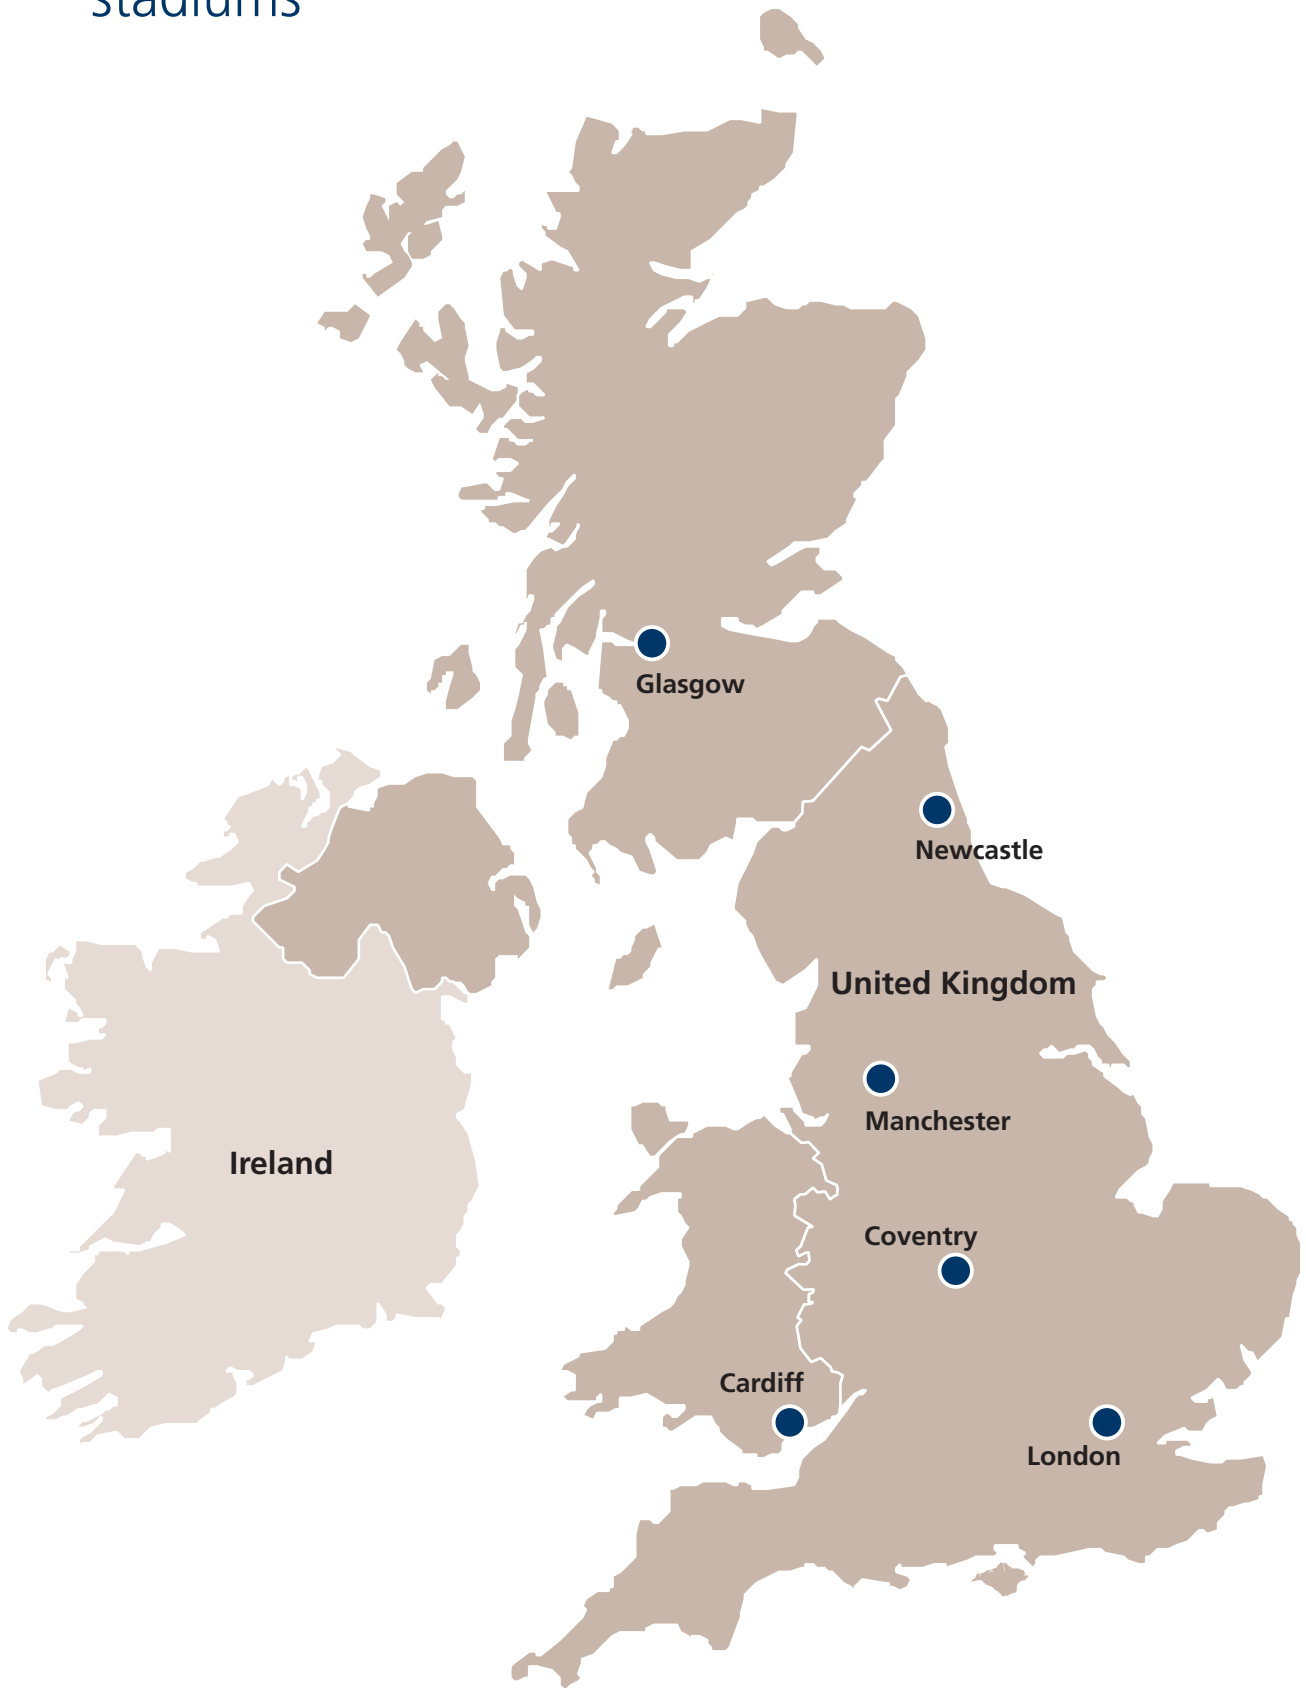 stadiums
Glasgow
Newcastle
United Kingdom
Manchester
Ireland
Coventry
Cardiff
London